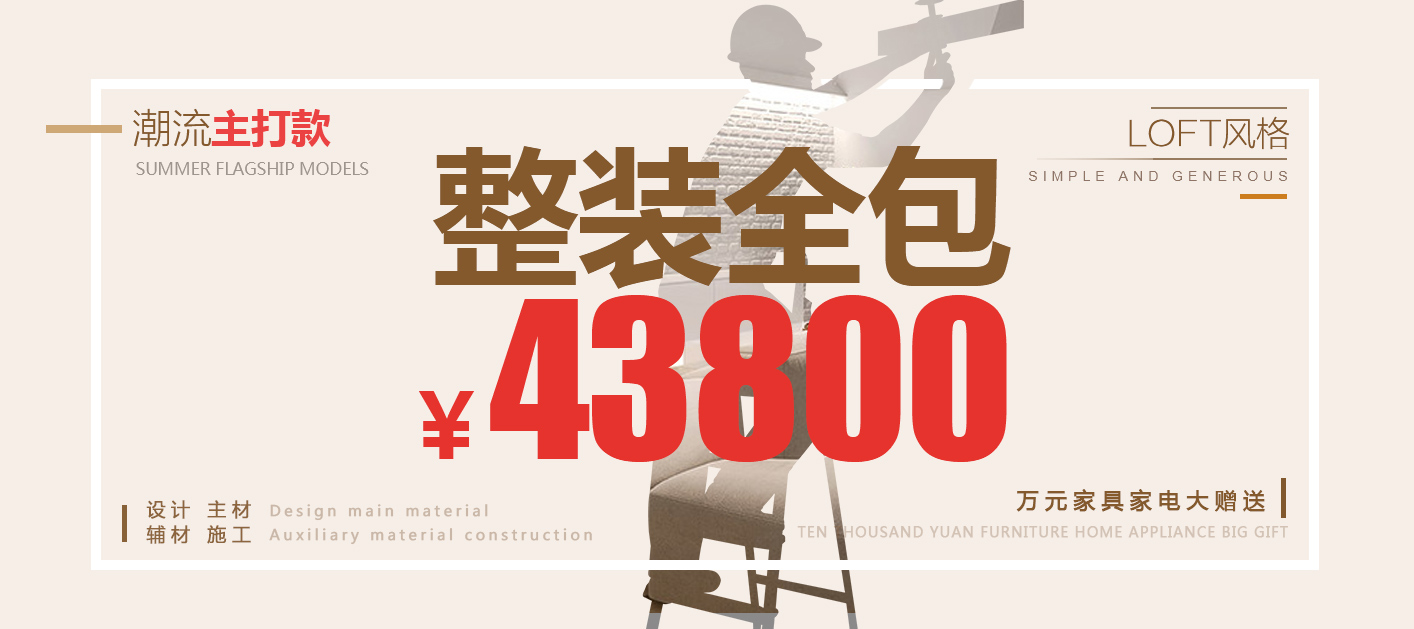 潮流主打款
SUMMER FLAGSHIP MODELS
LOFT风格
SIMPLE AND GENEROUS
整装全包
¥43800
设计 主材 Design main material
辅材 施工 Auxiliary material construction
万元家具家电大赠送
TEN THOUSAND YUAN FURNITURE HOME APPLIANCE BIG GIFT